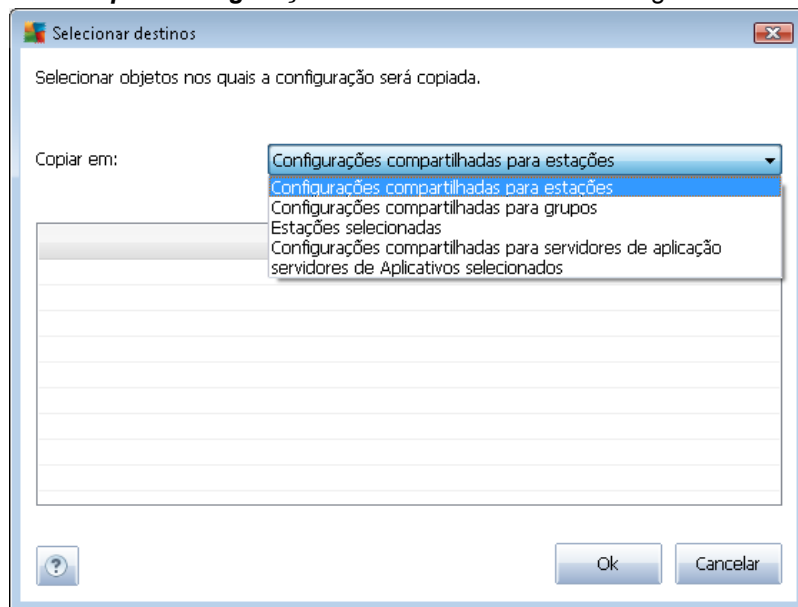 Selecionar destinos
Selecionar objetos nos quais a configuração será copiada.
Copiar em:
Configurações compartilhadas para estações
Configurações compartilhadas para estações
Configurações compartilhadas para grupos
Estações selecionadas
Configurações compartilhadas para servidores de aplicação
servidores de Aplicativos selecionados
?
Ok
Cancelar